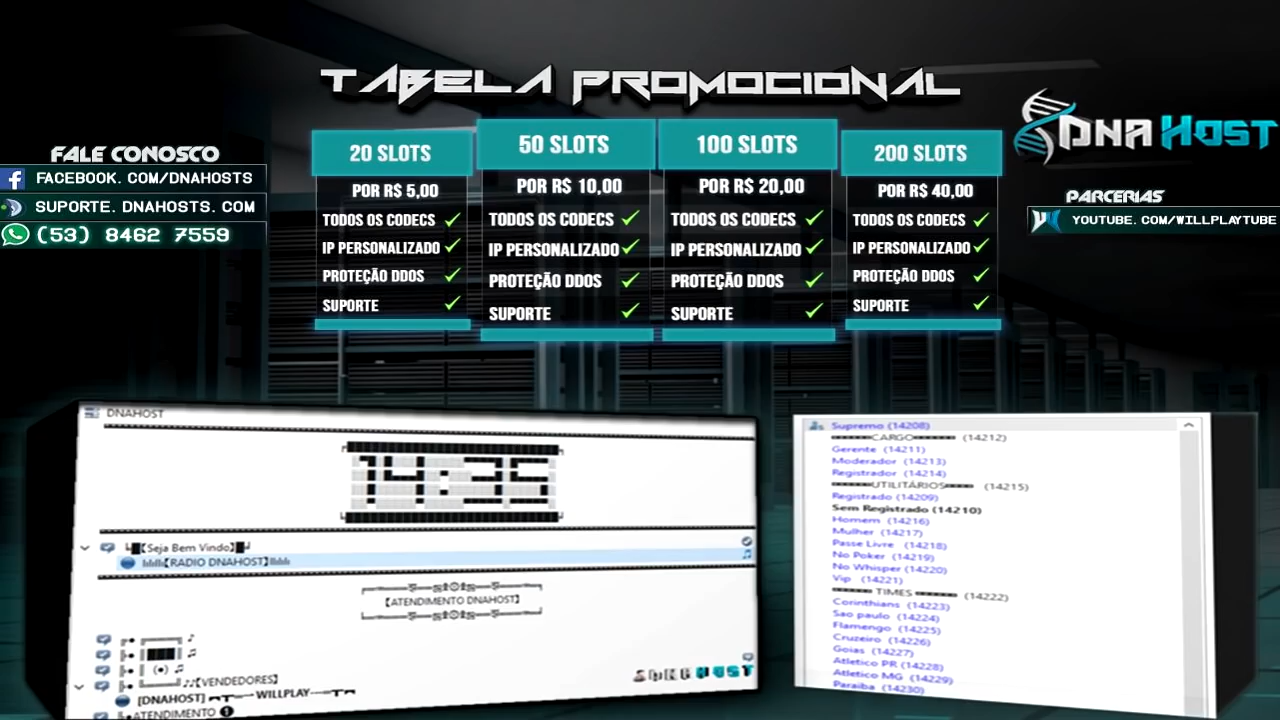 TABELA PROMOCIONAL
DNA HOST
FALE CONOSCO
FACEBOOK. COM/DNAHOSTS
SUPORTE. DNAHOSTS. COM
(53) 8462 7559
20 SLOTS
POR R$ 5,00
TODOS OS CODECS
IP PERSONALIZADO
PROTEÇÃO DDOS
SUPORTE
50 SLOTS
POR R$ 10,00
TODOS OS CODECS
IP PERSONALIZADO
PROTEÇÃO DDOS
SUPORTE
100 SLOTS
POR R$ 20,00
TODOS OS CODECS
IP PERSONALIZADO
PROTEÇÃO DDOS
SUPORTE
200 SLOTS
POR R$ 40,00
TODOS OS CODECS
IP PERSONALIZADO
PROTEÇÃO DDOS
SUPORTE
PARCERIAS
YOUTUBE. COM/WILLPLAYTUBE
DNAHOST
14:35
【Seja Bem Vindo】
【RADIO DNAHOST】
【ATENDIMENTO DNAHOST】
【VENDEDORES】
[DNAHOST] WILLPLAY
ATENDIMENTO ❶
DNA HOST
Supremo (14208)
CARGO (14212)
Gerente (14211)
Moderador (14213)
Registrador (14214)
UTILITÁRIOS (14215)
Registrado (14209)
Sem Registrado (14210)
Homem (14216)
Mulher (14217)
Passe Livre (14218)
No Poker (14219)
No Whisper (14220)
Vip (14221)
TIMES (14222)
Corinthians (14223)
Sao paulo (14224)
Flamengo (14225)
Cruzeiro (14226)
Goias (14227)
Atletico PR (14228)
Atletico MG (14229)
Paraiba (14230)